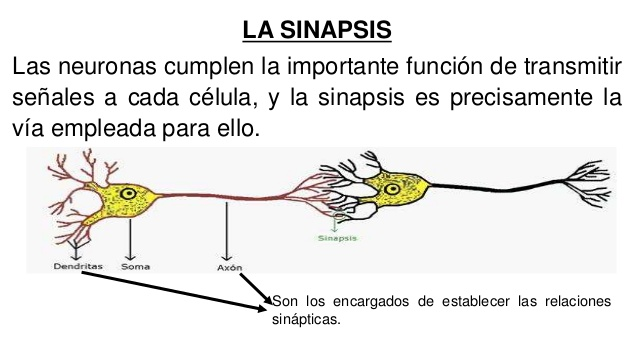 LA SINAPSIS
Las neuronas cumplen la importante función de transmitir
señales a cada célula, y la sinapsis es precisamente la
vía empleada para ello.
Sinapsis
Dendritas Soma Axón
Son los encargados de establecer las relaciones
sinápticas.